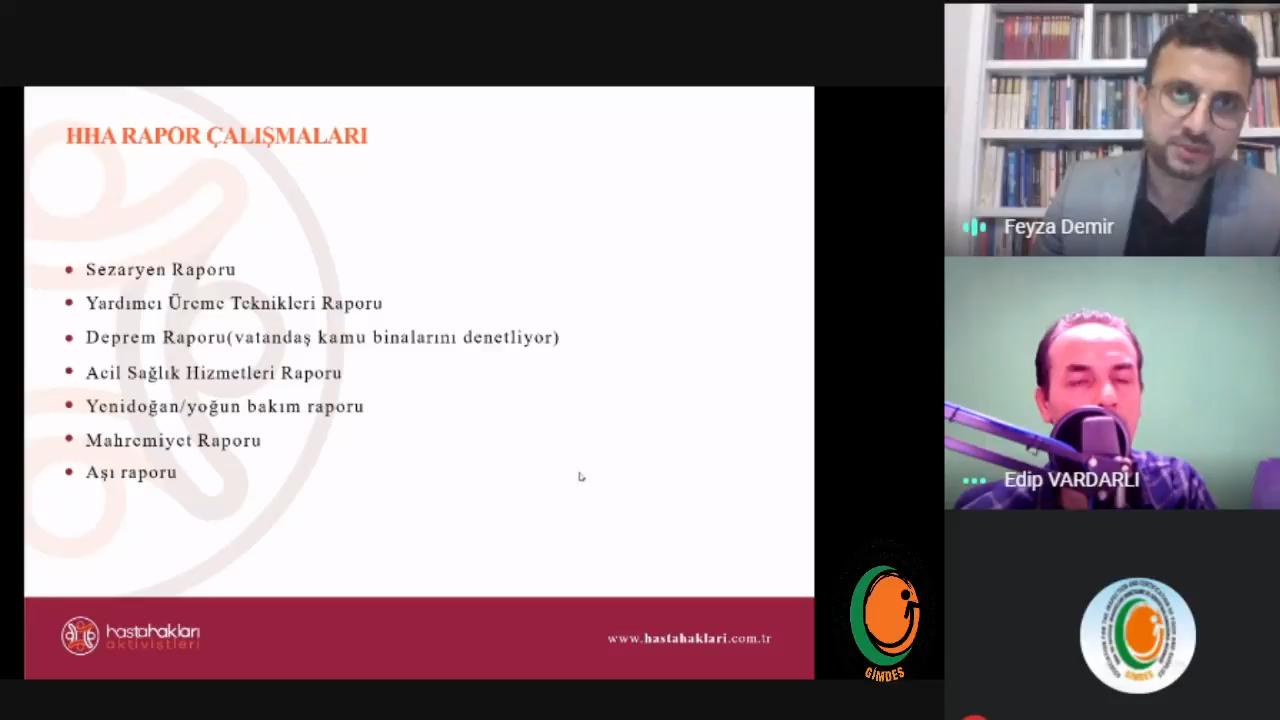 HHA RAPOR ÇALIŞMALARI
Sezaryen Raporu
Yardımcı Üreme Teknikleri Raporu
Deprem Raporu(vatandaş kamu binalarını denetliyor)
Acil Sağlık Hizmetleri Raporu
Yenidoğan/yoğun bakım raporu
Mahremiyet Raporu
Aşı raporu
hastahakları
aktivistleri
www.hastahaklari.com.tr
GİMDES
Feyza Demir
Edip VARDARLI
GİMDES